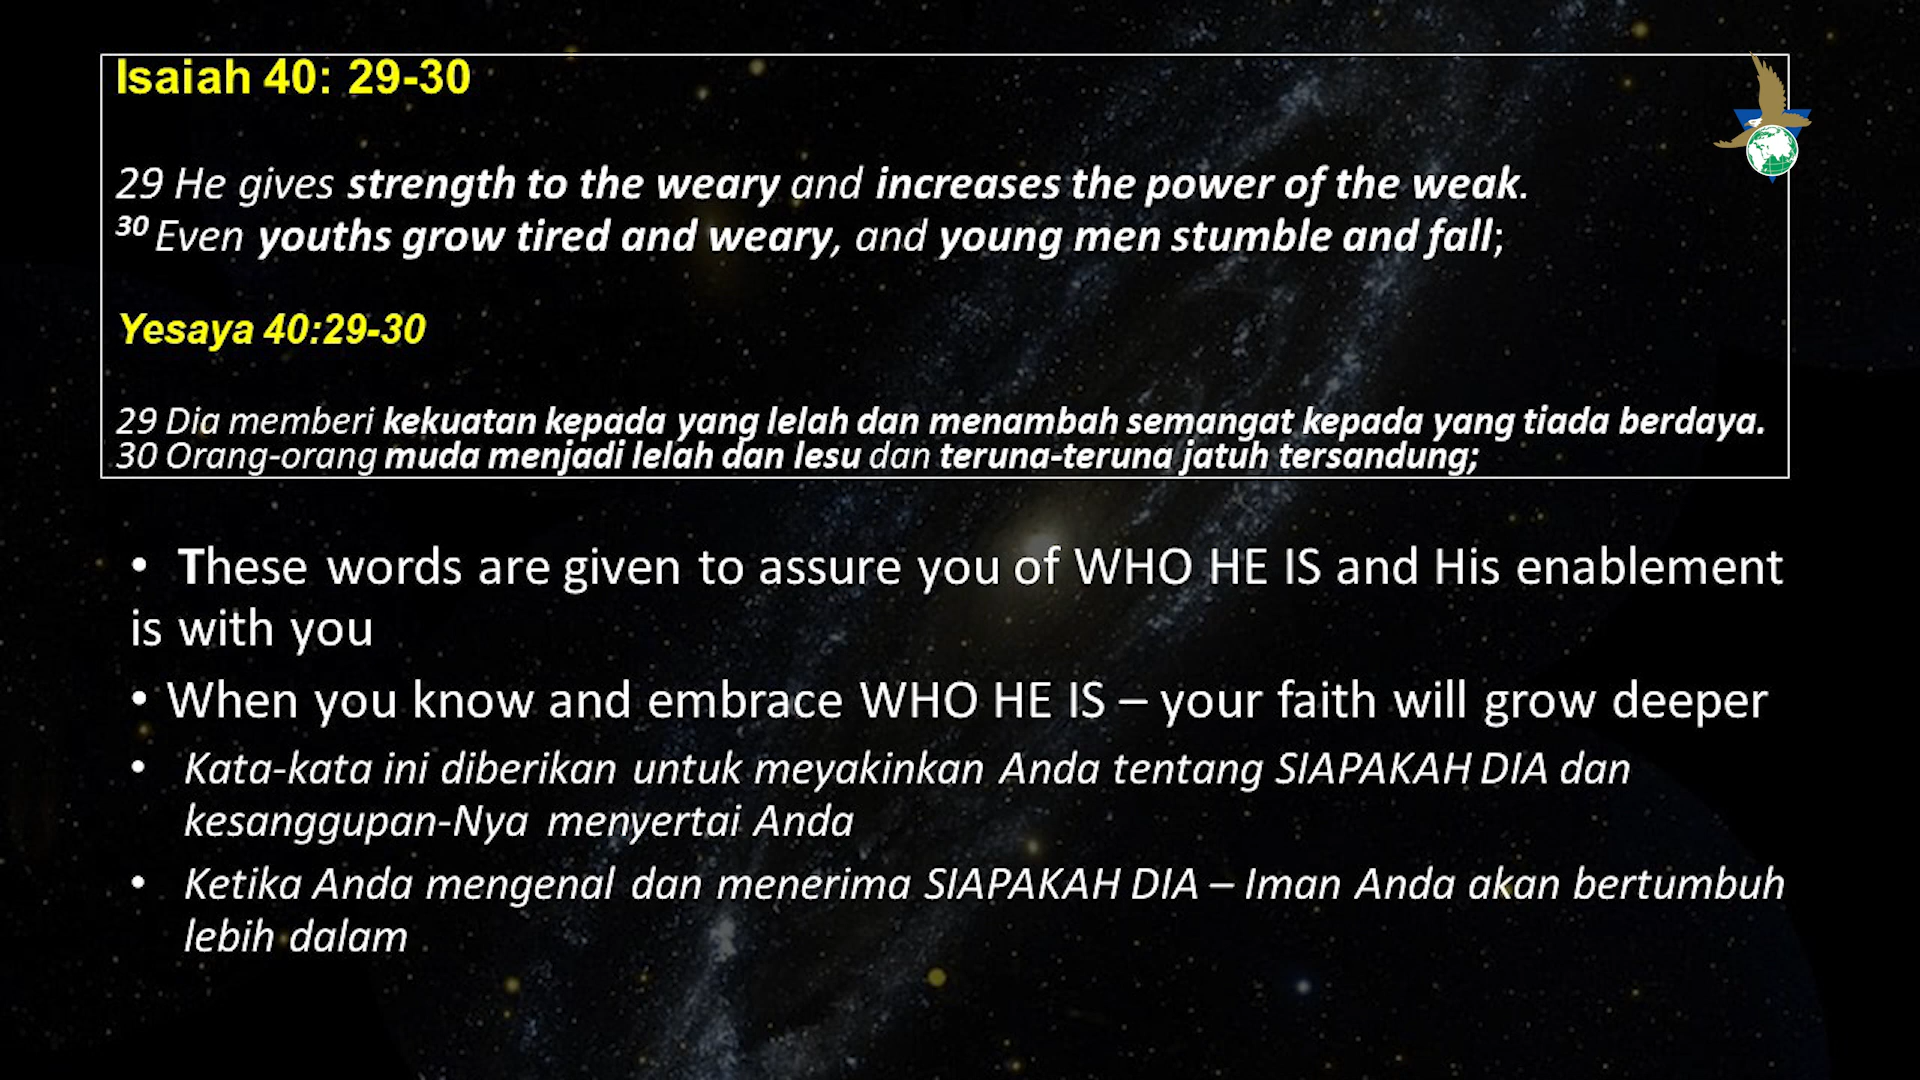 Isaiah 40: 29-30
29 He gives strength to the weary and increases the power of the weak.
30 Even youths grow tired and weary, and young men stumble and fall;
Yesaya 40:29-30
29 Dia memberi kekuatan kepada yang lelah dan menambah semangat kepada yang tiada berdaya.
30 Orang-orang muda menjadi lelah dan lesu dan teruna-teruna jatuh tersandung;
• These words are given to assure you of WHO HE IS and His enablement
is with you
• When you know and embrace WHO HE IS – your faith will grow deeper
• Kata-kata ini diberikan untuk meyakinkan Anda tentang SIAPAKAH DIA dan
kesanggupan-Nya menyertai Anda
• Ketika Anda mengenal dan menerima SIAPAKAH DIA – Iman Anda akan bertumbuh
lebih dalam